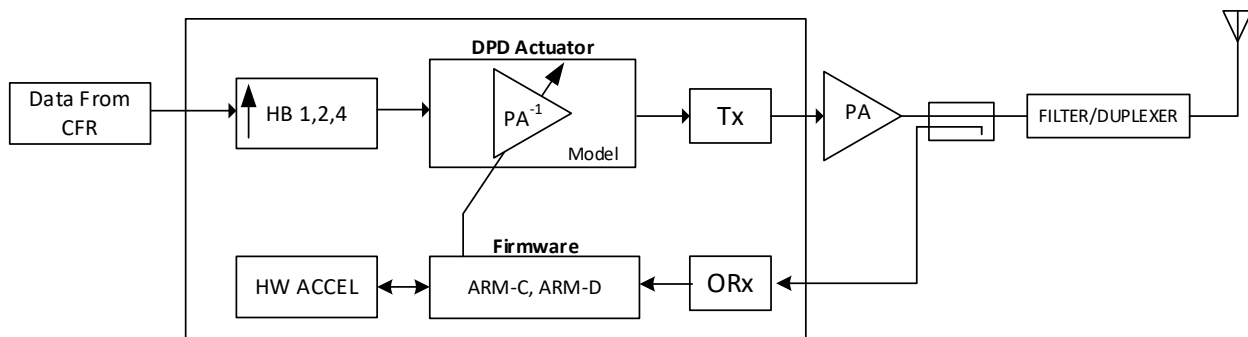 DPD Actuator
Data From
CFR
HB 1,2,4
PA-1
Model
Tx
PA
FILTER/DUPLEXER
Firmware
HW ACCEL
ARM-C, ARM-D
ORx